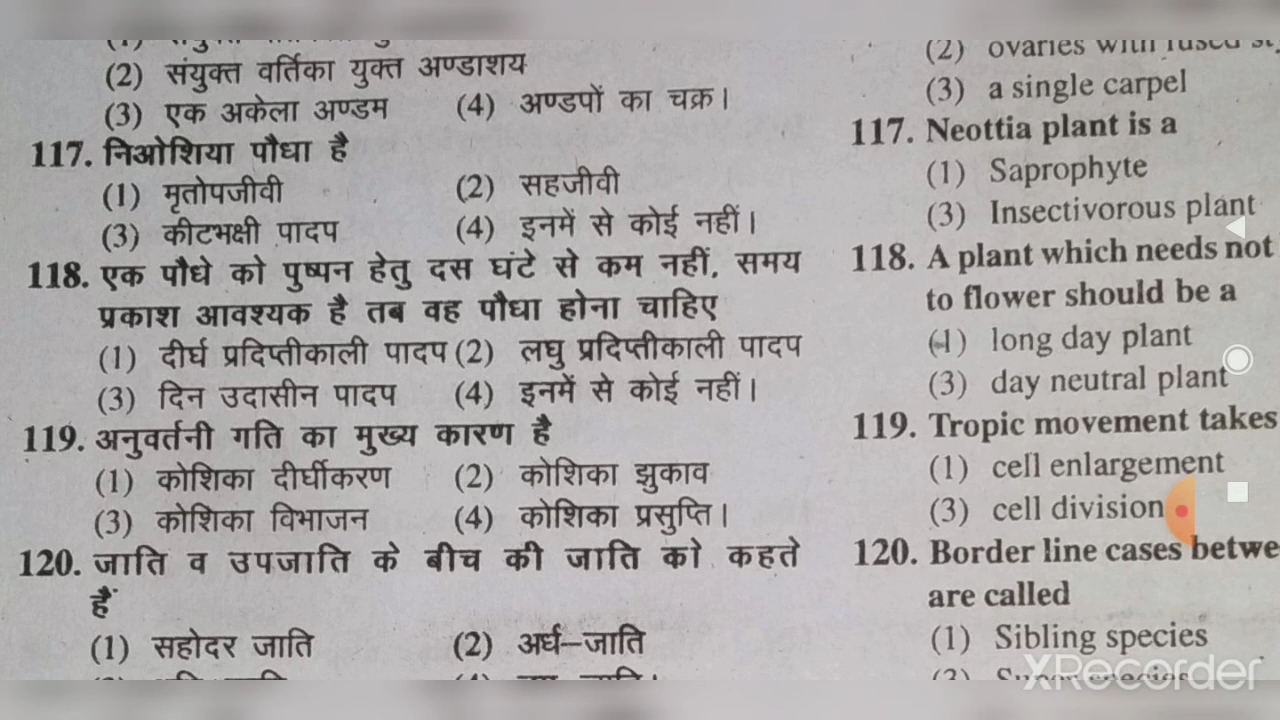 (2) संयुक्त वर्तिका युक्त अण्डाशय
(3) एक अकेला अण्डम (4) अण्डपों का चक्र।
117. निओशिया पौधा है
(1) मृतोपजीवी (2) सहजीवी
(3) कीटभक्षी पादप (4) इनमें से कोई नहीं।
118. एक पौधे को पुष्पन हेतु दस घंटे से कम नहीं, समय
प्रकाश आवश्यक है तब वह पौधा होना चाहिए
(1) दीर्घ प्रदिप्तीकाली पादप (2) लघु प्रदिप्तीकाली पादप
(3) दिन उदासीन पादप (4) इनमें से कोई नहीं।
119. अनुवर्तनी गति का मुख्य कारण है
(1) कोशिका दीर्घीकरण (2) कोशिका झुकाव
(3) कोशिका विभाजन (4) कोशिका प्रसुप्ति।
120. जाति व उपजाति के बीच की जाति को कहते
हैं
(1) सहोदर जाति (2) अर्ध-जाति
(2) ovaries with fused
(3) a single carpel
117. Neottia plant is a
(1) Saprophyte
(3) Insectivorous plant
118. A plant which needs not
to flower should be a
(1) long day plant
(3) day neutral plant
119. Tropic movement takes
(1) cell enlargement
(3) cell division
120. Border line cases betwe
are called
(1) Sibling species
XRecorder